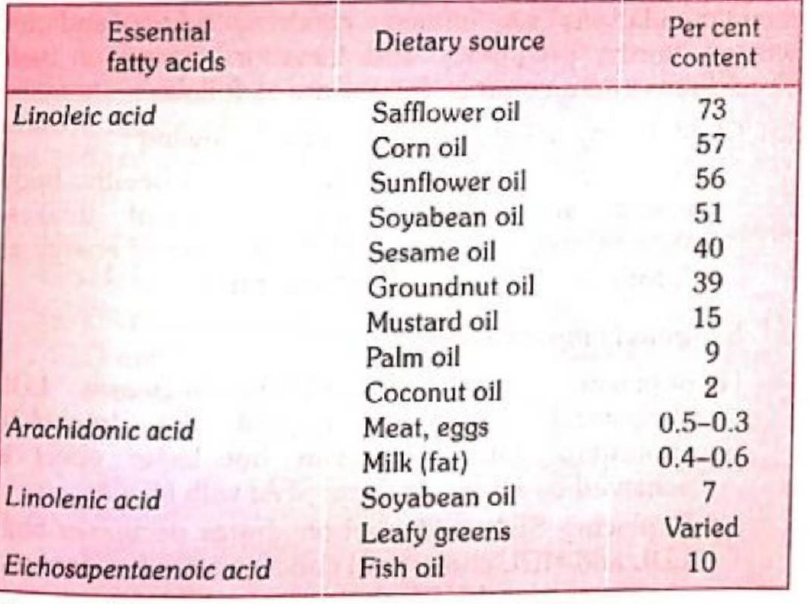 Essential fatty acids Dietary source Per cent content
Linoleic acid Safflower oil 73
Corn oil 57
Sunflower oil 56
Soyabean oil 51
Sesame oil 40
Groundnut oil 39
Mustard oil 15
Palm oil 9
Coconut oil 2
Arachidonic acid Meat, eggs 0.5–0.3
Milk (fat) 0.4–0.6
Linolenic acid Soyabean oil 7
Leafy greens Varied
Eichosapentaenoic acid Fish oil 10